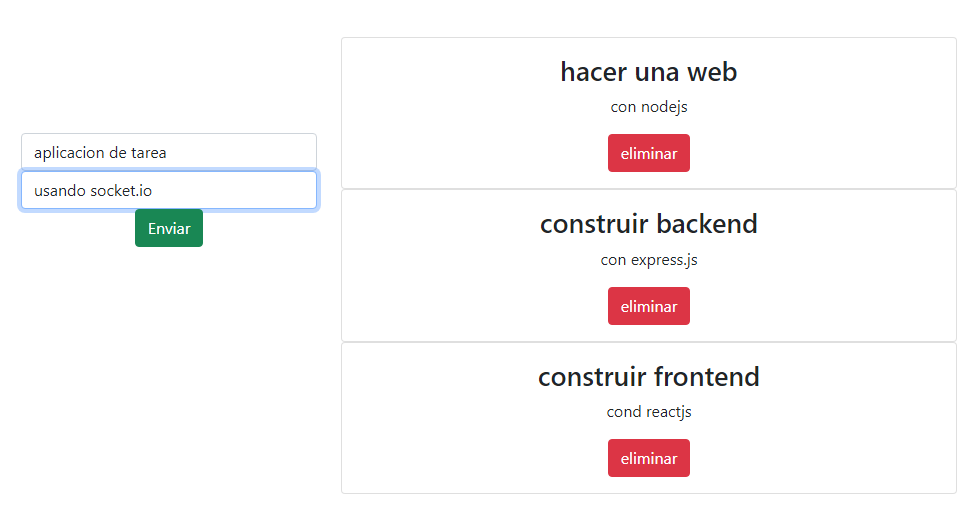 aplicacion de tarea
usando socket.io
Enviar
hacer una web
con nodejs
eliminar
construir backend
con express.js
eliminar
construir frontend
cond reactjs
eliminar